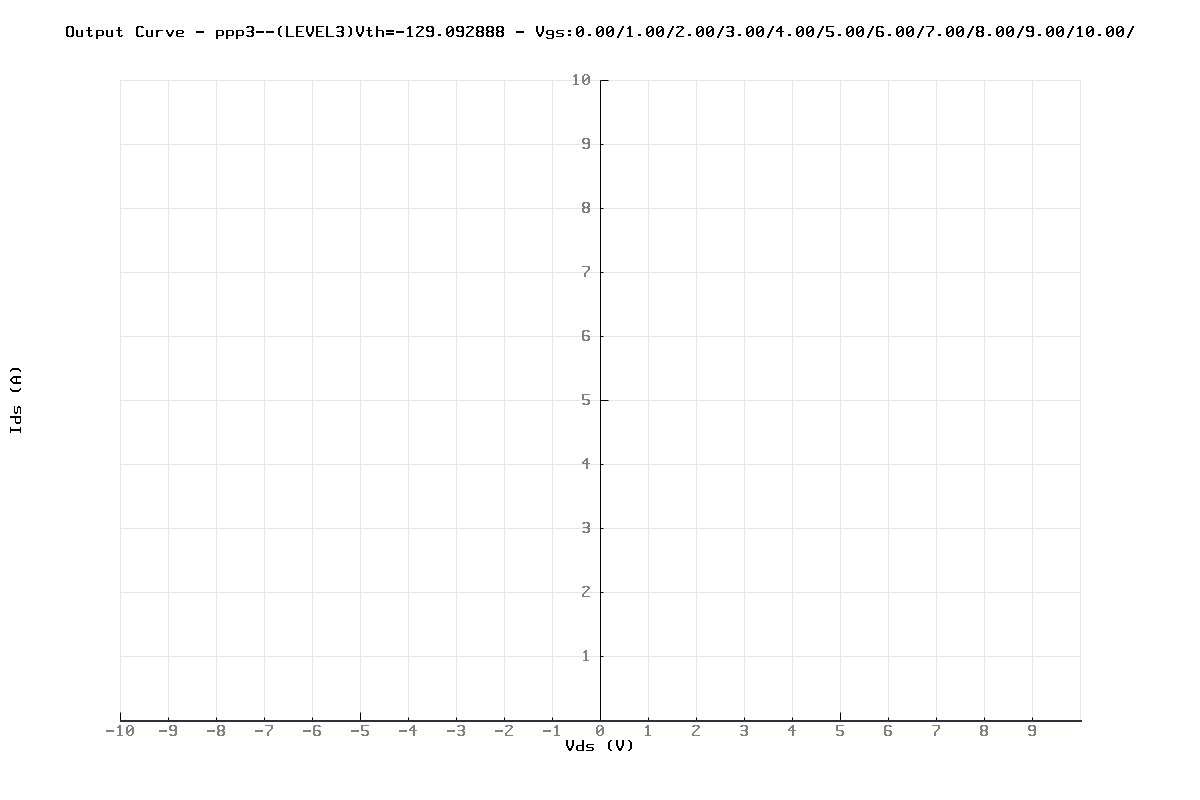 Output Curve - ppp3--(LEVEL3)Vth=-129.092888 - Vgs:0.00/1.00/2.00/3.00/4.00/5.00/6.00/7.00/8.00/9.00/10.00/
10
9
8
7
6
5
4
3
2
1
Ids (A)
-10 -9 -8 -7 -6 -5 -4 -3 -2 -1 0 1 2 3 4 5 6 7 8 9
Vds (V)